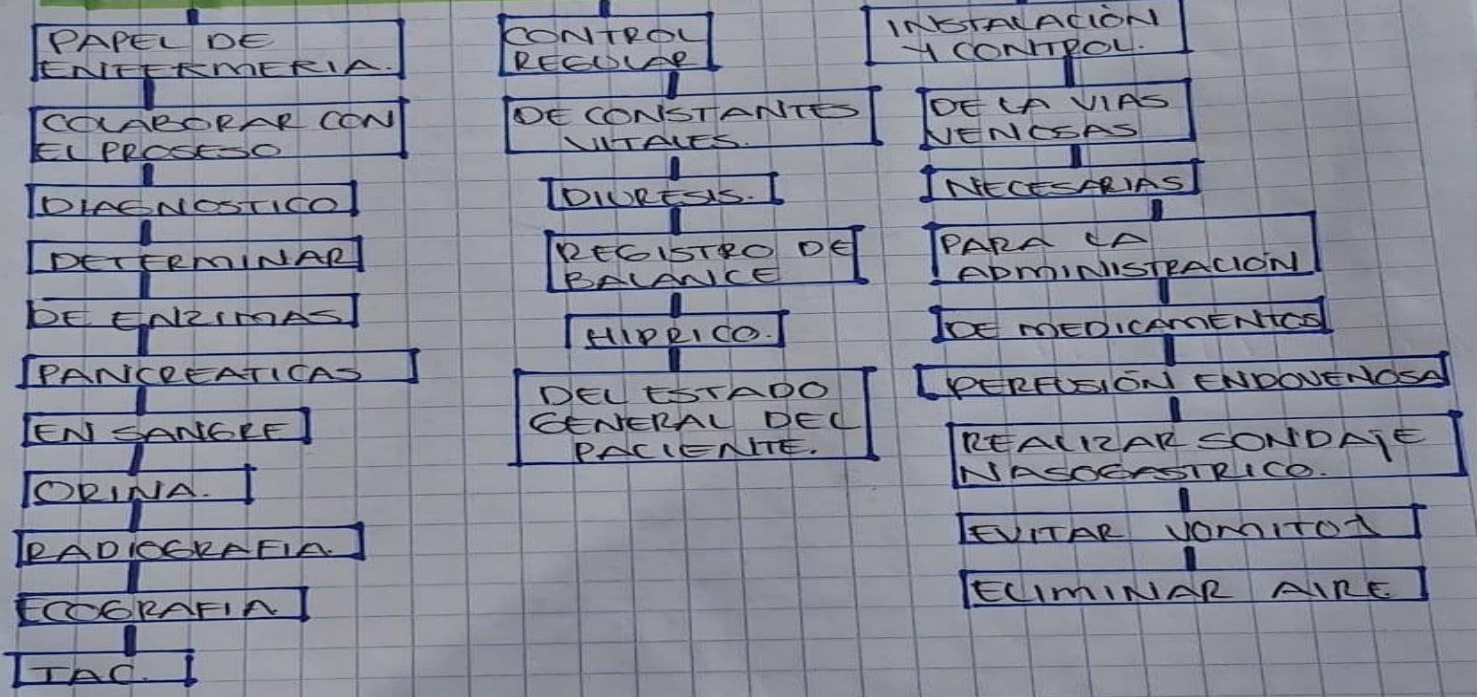 PAPEL DE
ENFERMERIA.
COLABORAR CON
EL PROSESO
DIAGNOSTICO
DETERMINAR
DE ENZIMAS
PANCREATICAS
EN SANGRE
ORINA.
RADIOGRAFIA.
ECOGRAFIA
TAC.
CONTROL
REGULAR
DE CONSTANTES
VITALES.
DIURESIS.
REGISTRO DE
BALANCE
HIDRICO.
DEL ESTADO
GENERAL DEL
PACIENTE.
INSTALACIÓN
Y CONTROL.
DE LA VIAS
VENOSAS
NECESARIAS
PARA LA
ADMINISTRACIÓN
DE MEDICAMENTOS
PERFUSIÓN ENDOVENOSA
REALIZAR SONDAJE
NASOGASTRICO.
EVITAR VOMITOS
ELIMINAR AIRE